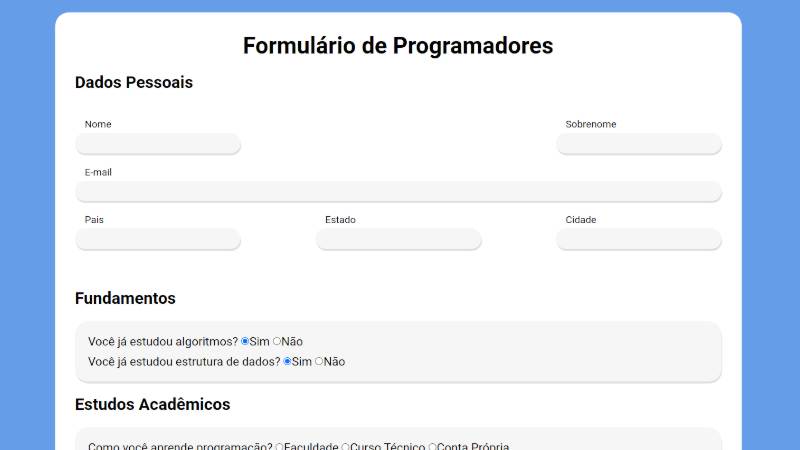 Formulário de Programadores
Dados Pessoais
Nome Sobrenome
E-mail
Pais Estado Cidade
Fundamentos
Você já estudou algoritmos? Sim Não
Você já estudou estrutura de dados? Sim Não
Estudos Acadêmicos
Como você aprende programação? Faculdade Curso Técnico Conta Própria